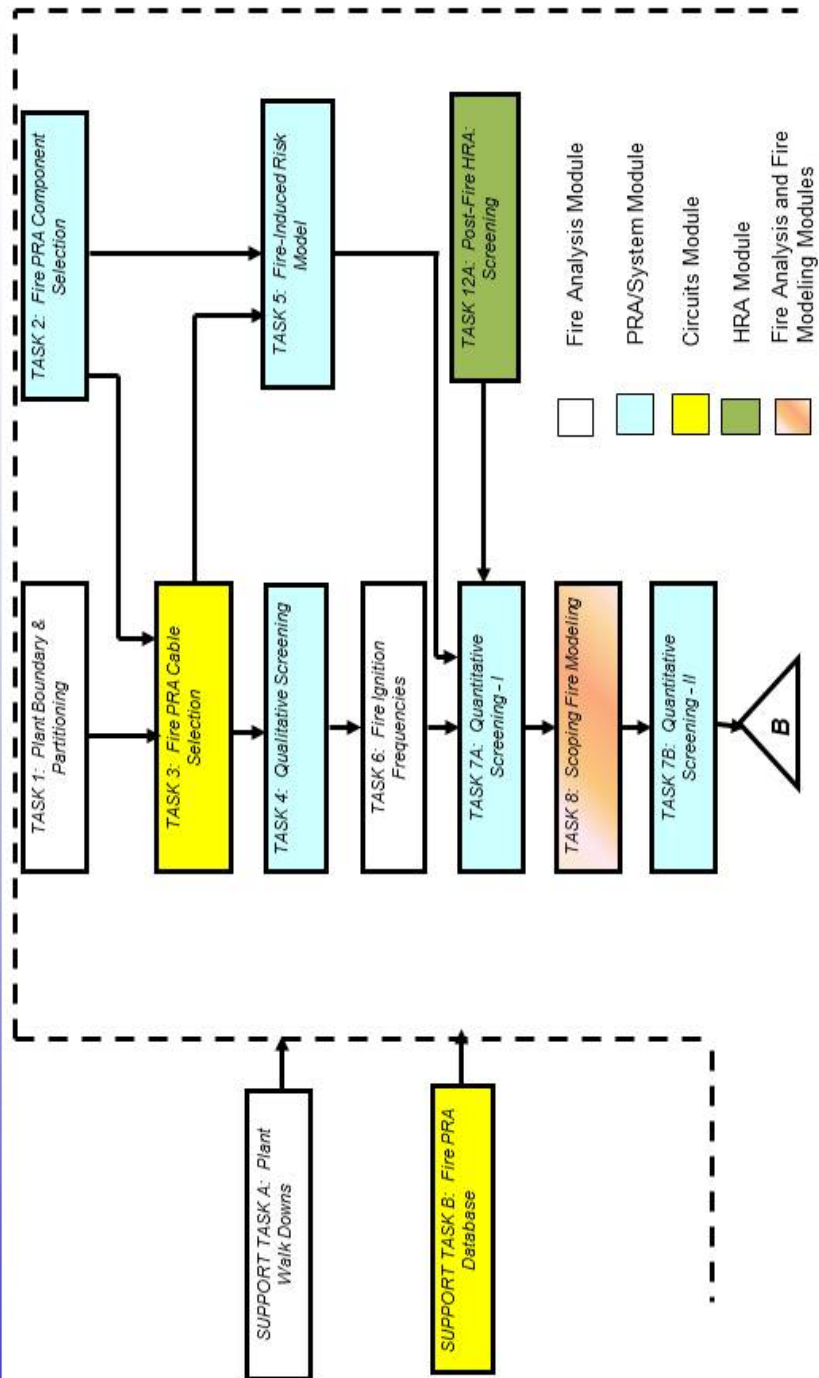 TASK 1: Plant Boundary &
Partitioning
TASK 2: Fire PRA Component
Selection
SUPPORT TASK A: Plant
Walk Downs
TASK 3: Fire PRA Cable
Selection
TASK 4: Qualitative Screening
TASK 5: Fire-Induced Risk
Model
SUPPORT TASK B: Fire PRA
Database
TASK 6: Fire Ignition
Frequencies
TASK 7A: Quantitative
Screening - I
TASK 12A: Post-Fire HRA:
Screening
TASK 8: Scoping Fire Modeling
TASK 7B: Quantitative
Screening - II
B
Fire Analysis Module
PRA/System Module
Circuits Module
HRA Module
Fire Analysis and Fire
Modeling Modules